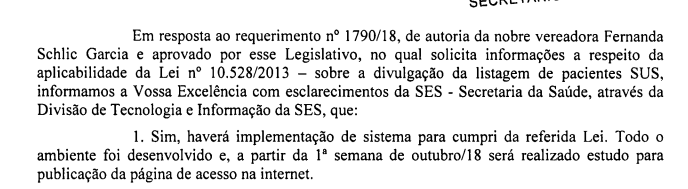 SECRETARIA
Em resposta ao requerimento nº 1790/18, de autoria da nobre vereadora Fernanda
Schlic Garcia e aprovado por esse Legislativo, no qual solicita informações a respeito da
aplicabilidade da Lei nº 10.528/2013 – sobre a divulgação da listagem de pacientes SUS,
informamos a Vossa Excelência com esclarecimentos da SES - Secretaria da Saúde, através da
Divisão de Tecnologia e Informação da SES, que:
1. Sim, haverá implementação de sistema para cumpri da referida Lei. Todo o
ambiente foi desenvolvido e, a partir da 1ª semana de outubro/18 será realizado estudo para
publicação da página de acesso na internet.